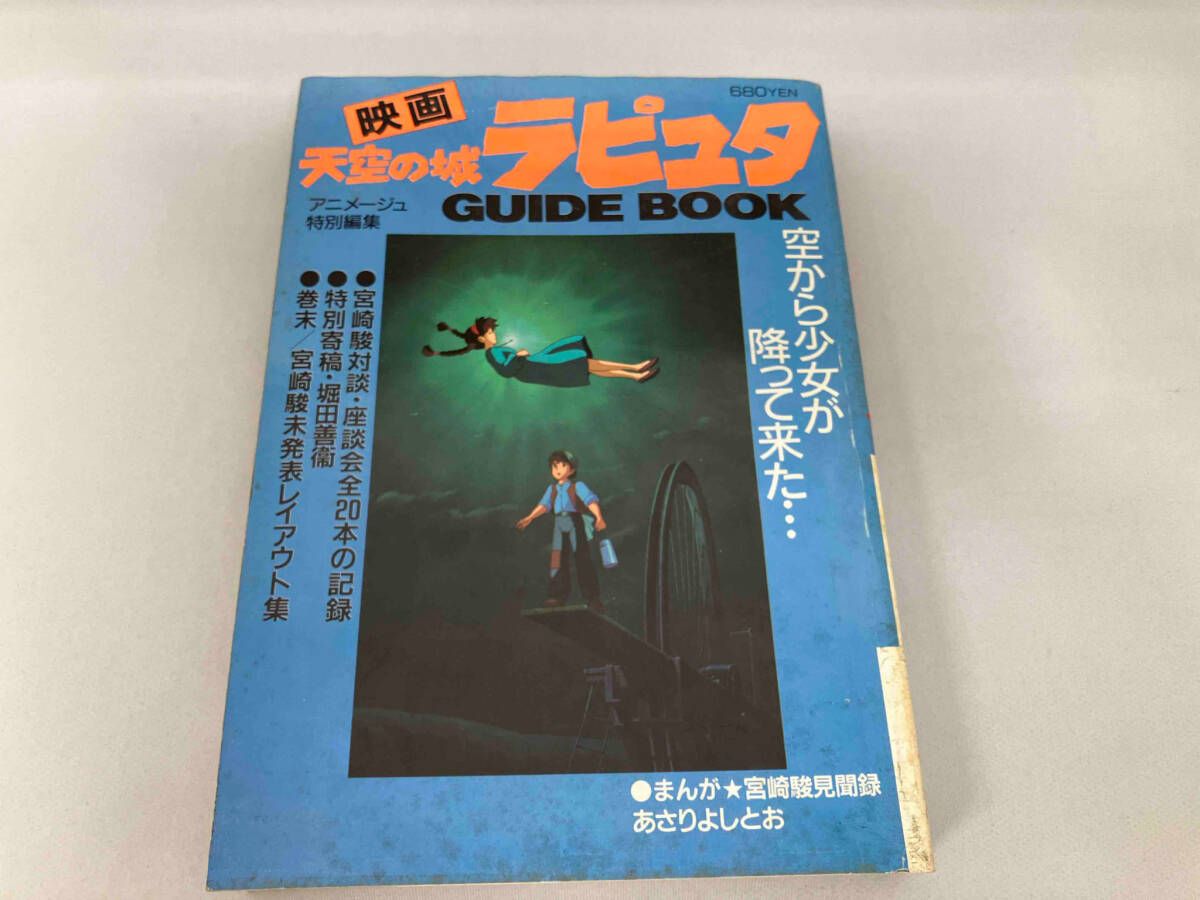 680YEN
映画
天空の城ラピュタ
GUIDE BOOK
アニメージュ
特別編集
空から少女が
降って来た…
●宮崎駿対談・座談会全20本の記録
●特別寄稿・堀田善衞
●巻末/宮崎駿未発表レイアウト集
●まんが★宮崎駿見聞録
あさりよしとお